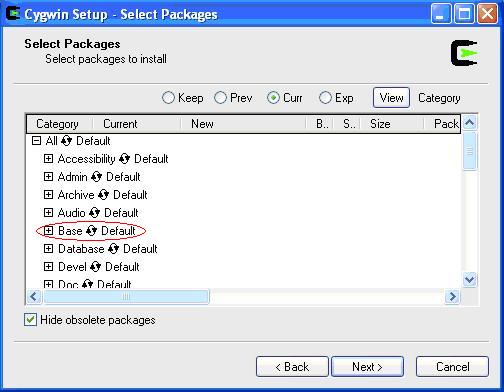 Cygwin Setup - Select Packages
Select Packages
Select packages to install
Keep Prev Curr Exp View Category
Category Current New B.. S.. Size Pack
All Default
Accessibility Default
Admin Default
Archive Default
Audio Default
Base Default
Database Default
Devel Default
Doc Default
Hide obsolete packages
< Back Next > Cancel